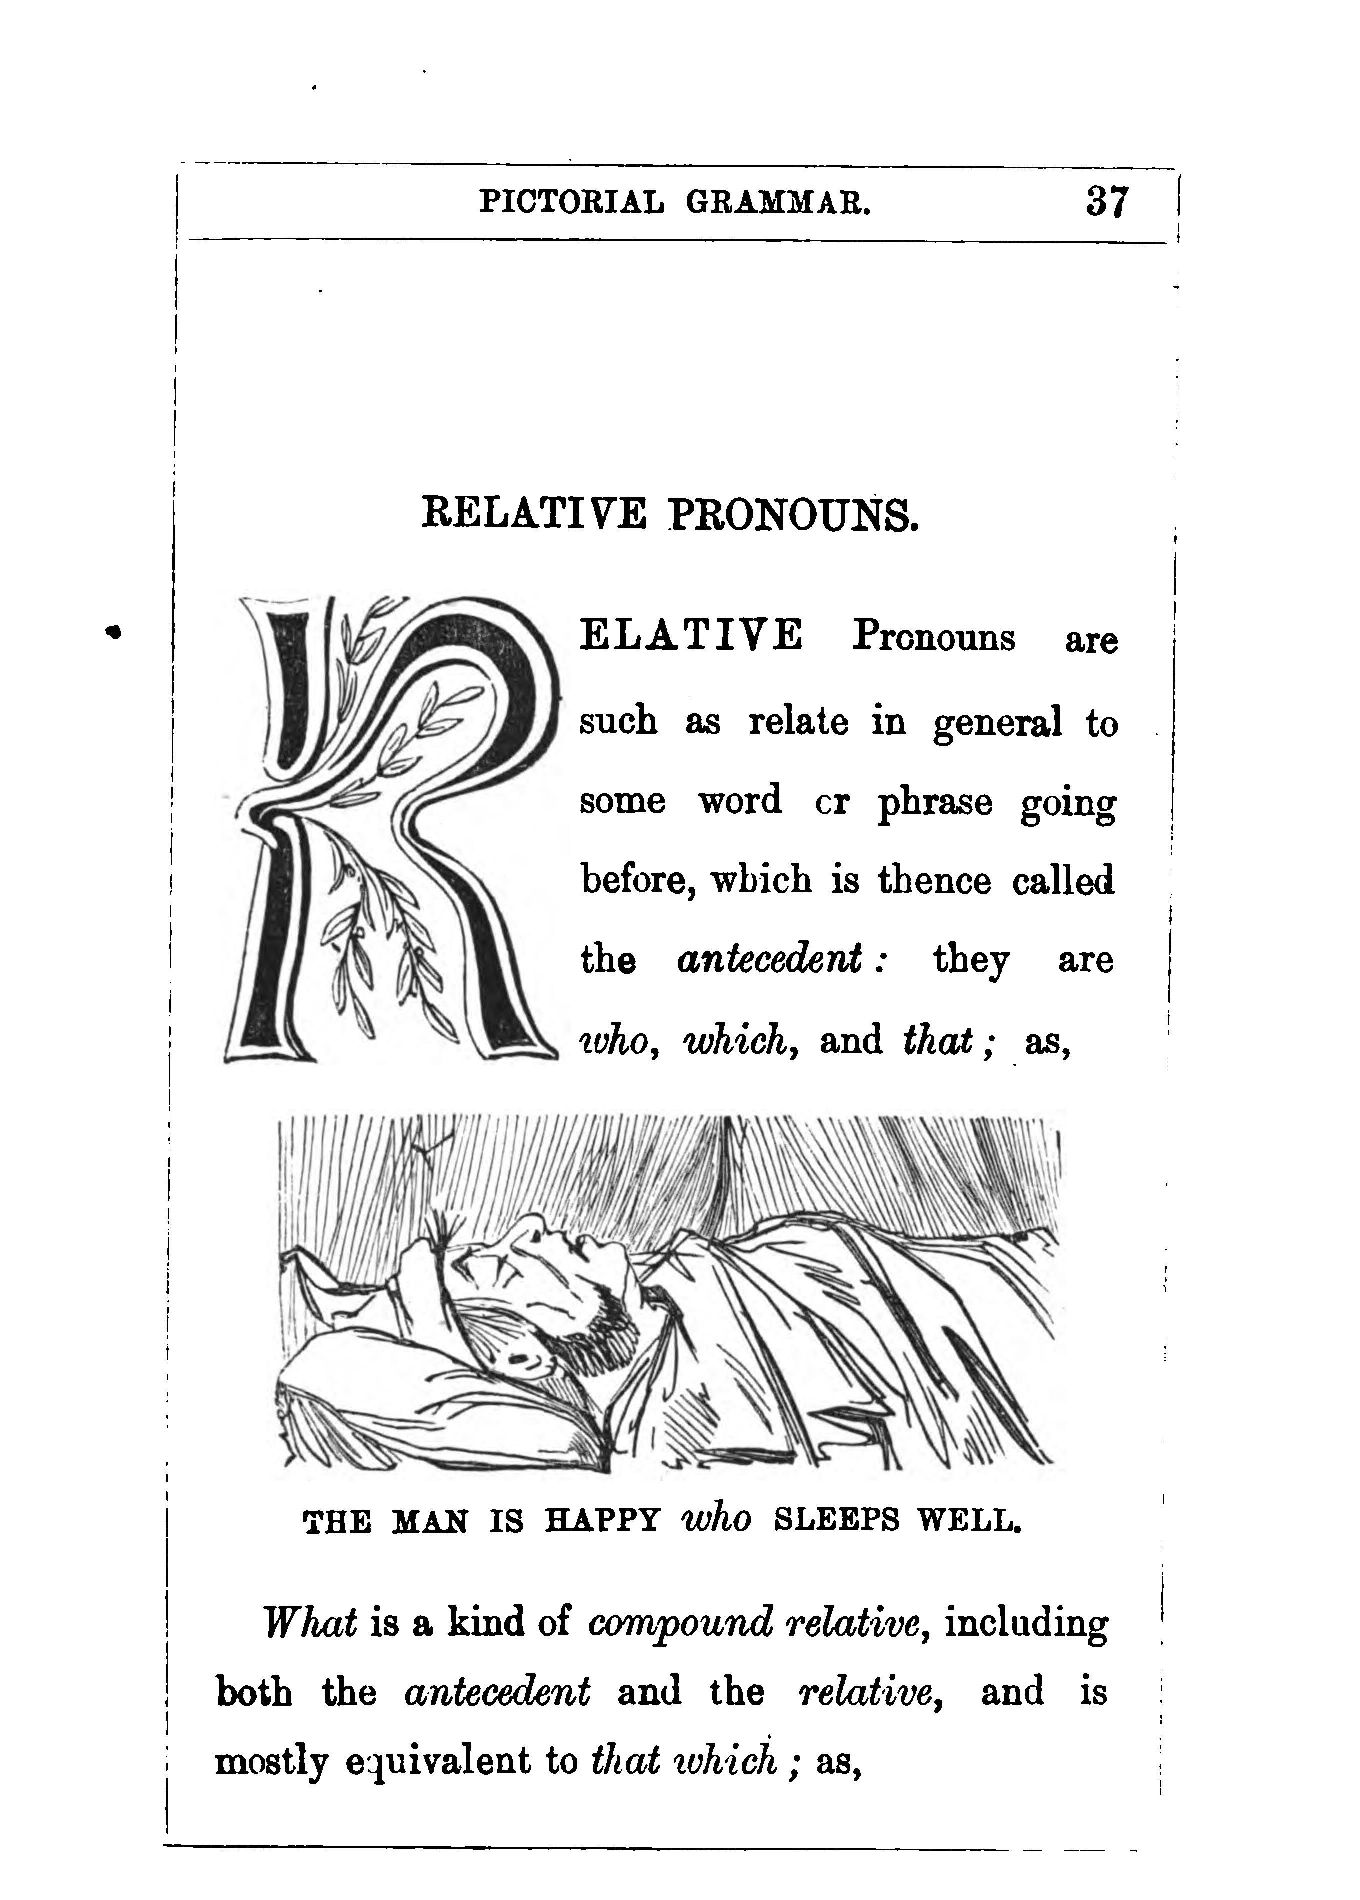 PICTORIAL GRAMMAR. 37
RELATIVE PRONOUNS.
RELATIVE Pronouns are
such as relate in general to
some word or phrase going
before, which is thence called
the antecedent: they are
who, which, and that; as,
THE MAN IS HAPPY who SLEEPS WELL.
What is a kind of compound relative, including
both the antecedent and the relative, and is
mostly equivalent to that which; as,